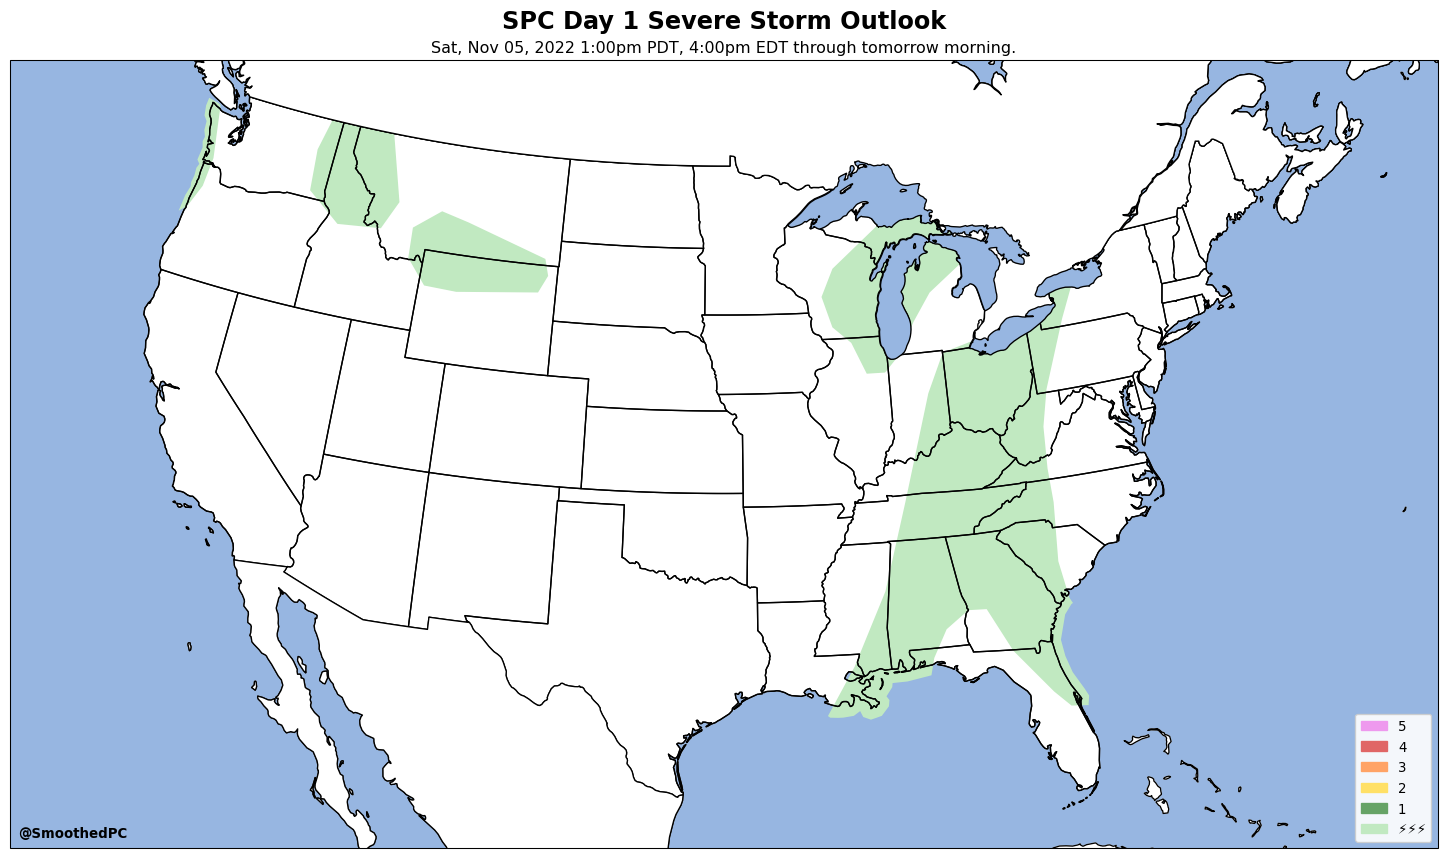 SPC Day 1 Severe Storm Outlook
Sat, Nov 05, 2022 1:00pm PDT, 4:00pm EDT through tomorrow morning.
5
4
3
2
1
⚡⚡⚡
@SmoothedPC